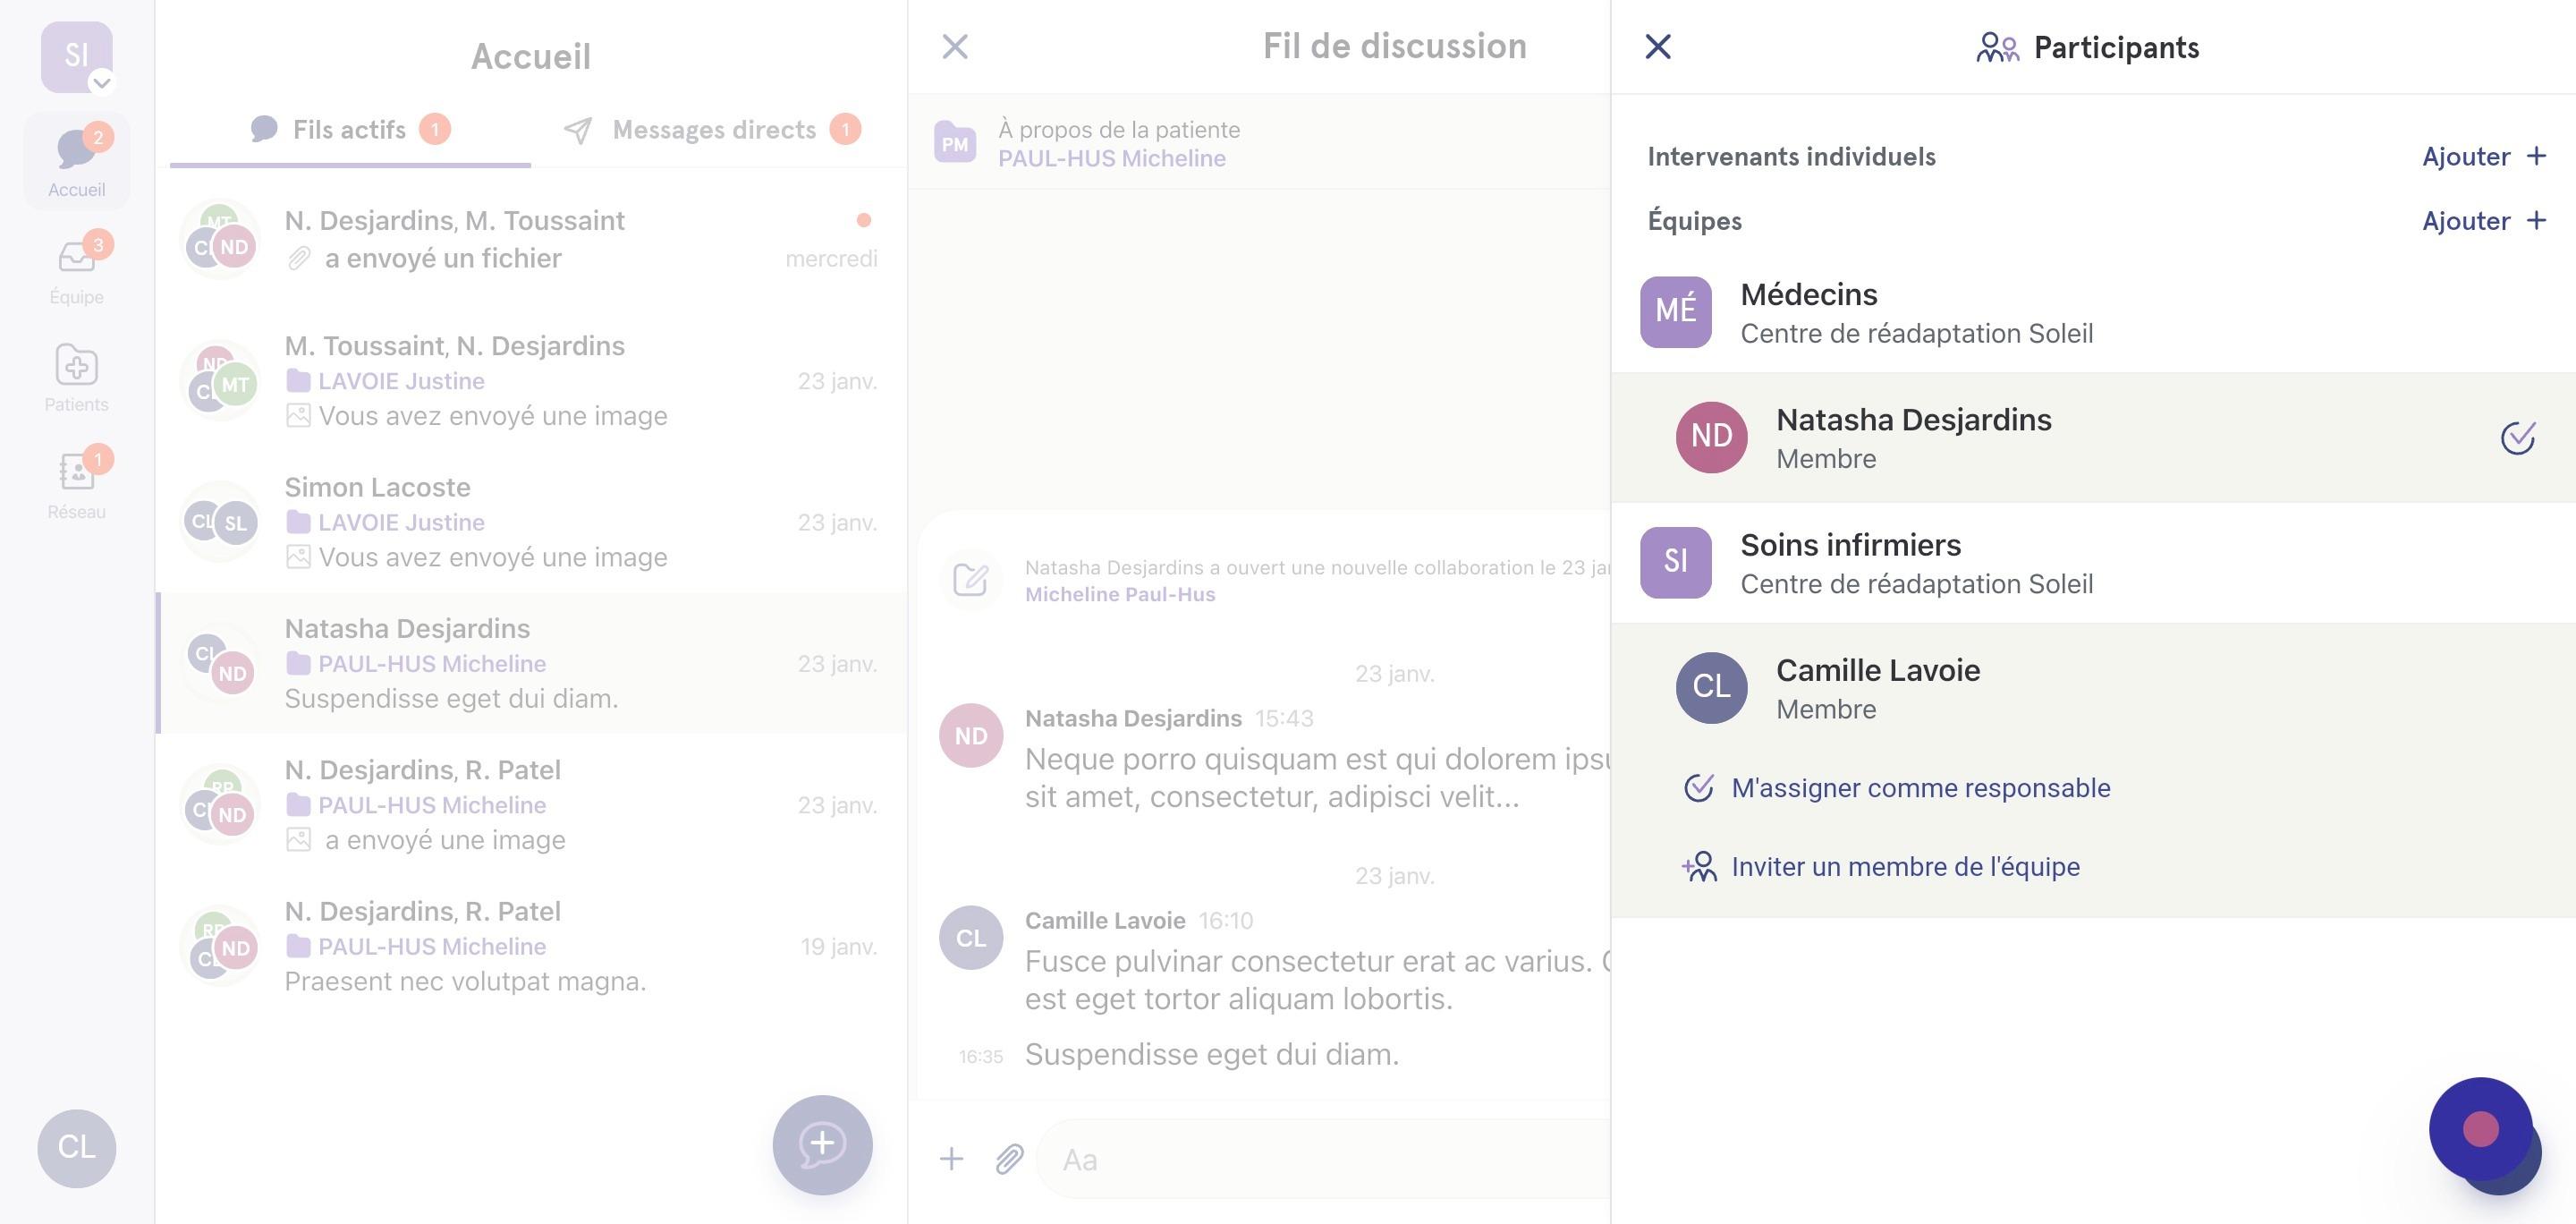 SI
2
Accueil
3
Équipe
Patients
1
Réseau
CL
Accueil
Fils actifs 1
Messages directs 1
MT
ND
N. Desjardins, M. Toussaint
a envoyé un fichier
mercredi
MT
M. Toussaint, N. Desjardins
LAVOIE Justine
23 janv.
Vous avez envoyé une image
CL
SL
Simon Lacoste
LAVOIE Justine
23 janv.
Vous avez envoyé une image
CL
ND
Natasha Desjardins
PAUL-HUS Micheline
23 janv.
Suspendisse eget dui diam.
ND
N. Desjardins, R. Patel
PAUL-HUS Micheline
23 janv.
a envoyé une image
ND
N. Desjardins, R. Patel
PAUL-HUS Micheline
19 janv.
Praesent nec volutpat magna.
Fil de discussion
PM
À propos de la patiente
PAUL-HUS Micheline
Natasha Desjardins a ouvert une nouvelle collaboration le 23
Micheline Paul-Hus
23 janv.
ND
Natasha Desjardins 15:43
Neque porro quisquam est qui dolorem
sit amet, consectetur, adipisci velit...
23 janv.
CL
Camille Lavoie 16:10
Fusce pulvinar consectetur erat ac varius.
est eget tortor aliquam lobortis.
16:35 Suspendisse eget dui diam.
Aa
Participants
Intervenants individuels
Ajouter +
Équipes
Ajouter +
MÉ
Médecins
Centre de réadaptation Soleil
ND
Natasha Desjardins
Membre
SI
Soins infirmiers
Centre de réadaptation Soleil
CL
Camille Lavoie
Membre
M'assigner comme responsable
Inviter un membre de l'équipe